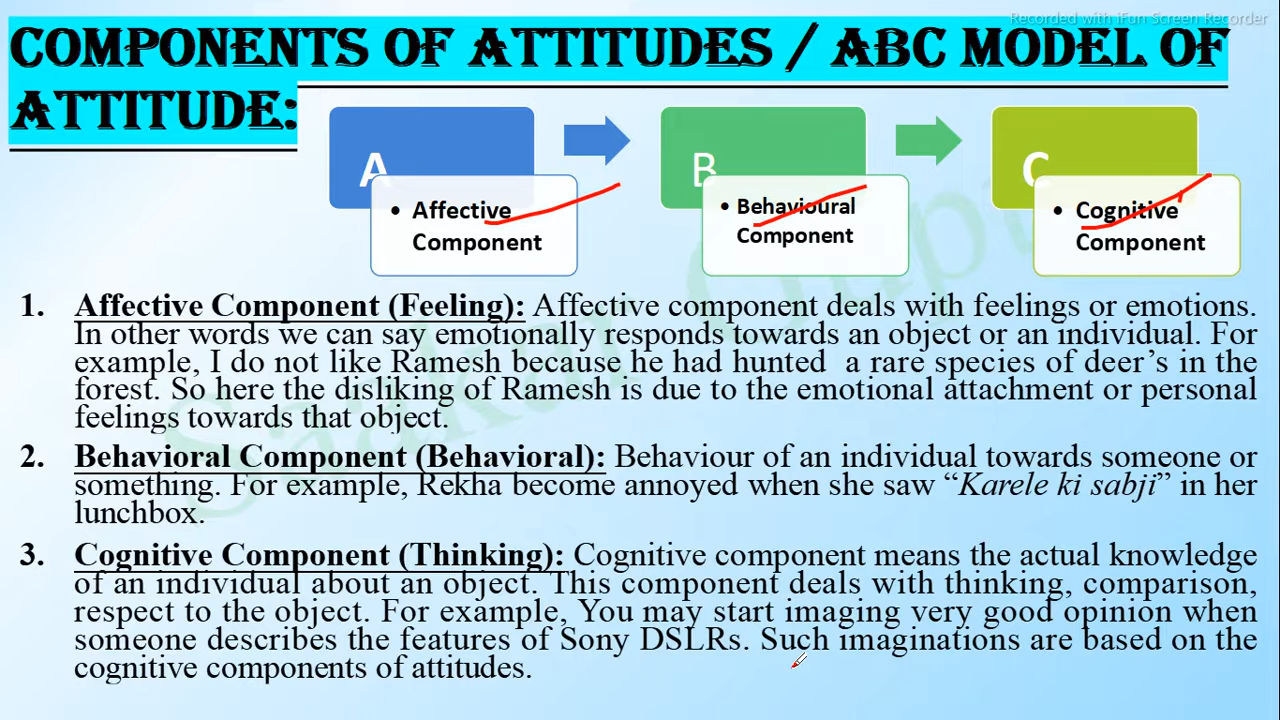 Recorded with iFun Screen Recorder
COMPONENTS OF ATTITUDES / ABC MODEL OF
ATTITUDE:
A
• Affective
Component
B
• Behavioural
Component
C
• Cognitive
Component
1. Affective Component (Feeling): Affective component deals with feelings or emotions.
In other words we can say emotionally responds towards an object or an individual. For
example, I do not like Ramesh because he had hunted a rare species of deer’s in the
forest. So here the disliking of Ramesh is due to the emotional attachment or personal
feelings towards that object.
2. Behavioral Component (Behavioral): Behaviour of an individual towards someone or
something. For example, Rekha become annoyed when she saw “Karele ki sabji” in her
lunchbox.
3. Cognitive Component (Thinking): Cognitive component means the actual knowledge
of an individual about an object. This component deals with thinking, comparison,
respect to the object. For example, You may start imaging very good opinion when
someone describes the features of Sony DSLRs. Such imaginations are based on the
cognitive components of attitudes.